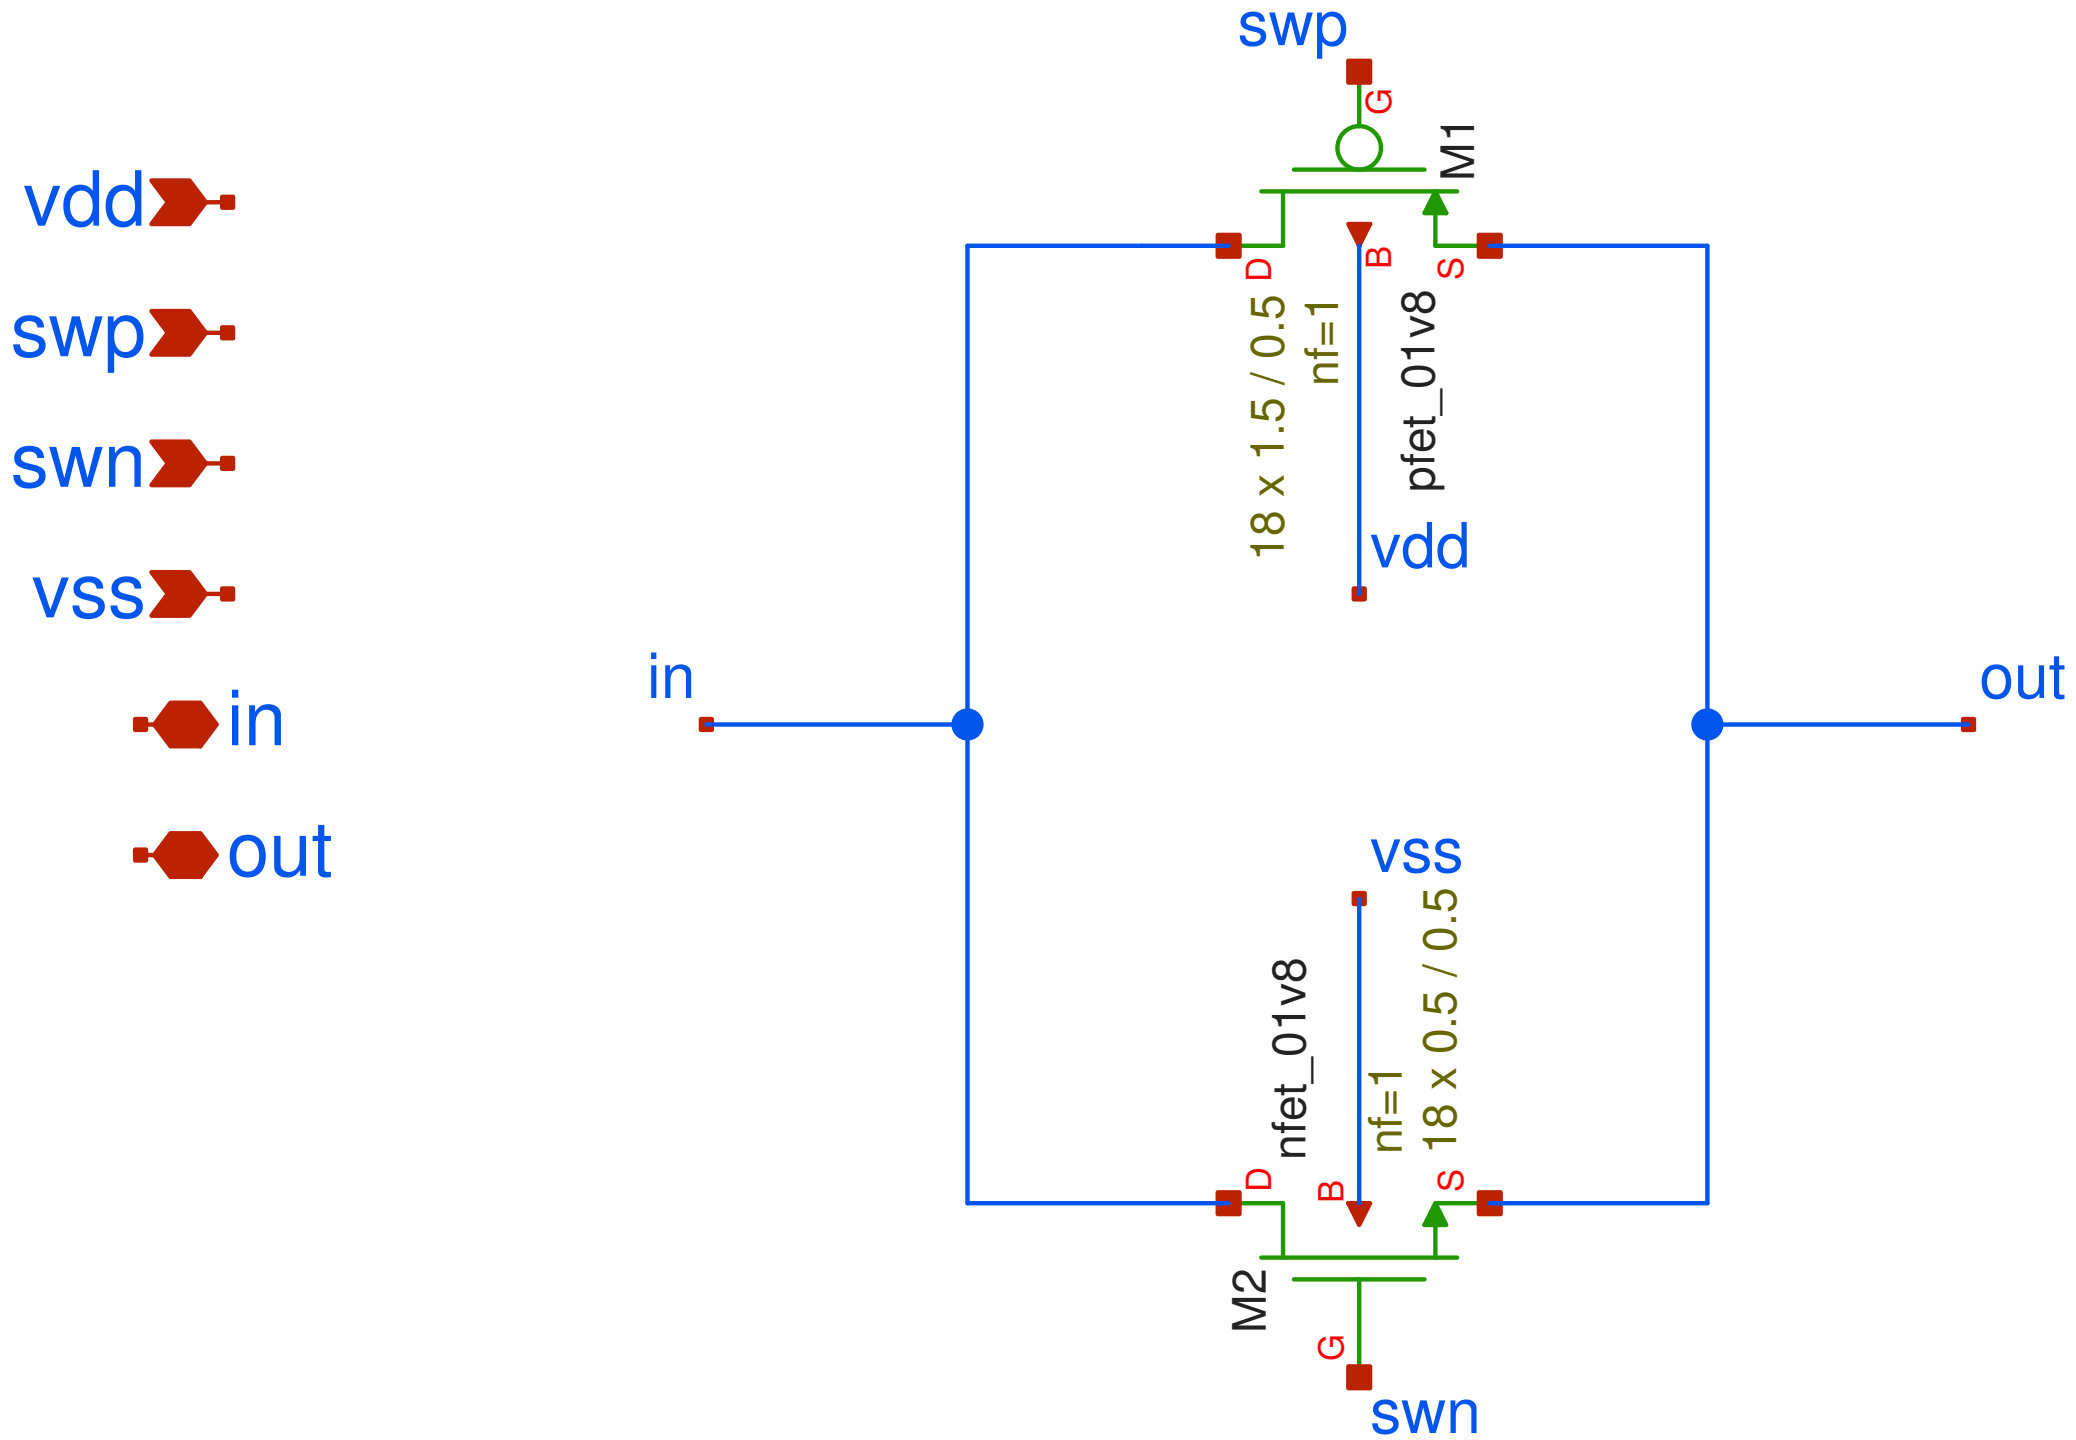 vdd
swp
swn
vss
in
out
swp
G
M1
D
B
S
18 x 1.5 / 0.5
nf=1
pfet_01v8
vdd
in
out
vss
nfet_01v8
nf=1
18 x 0.5 / 0.5
D
B
S
M2
G
swn